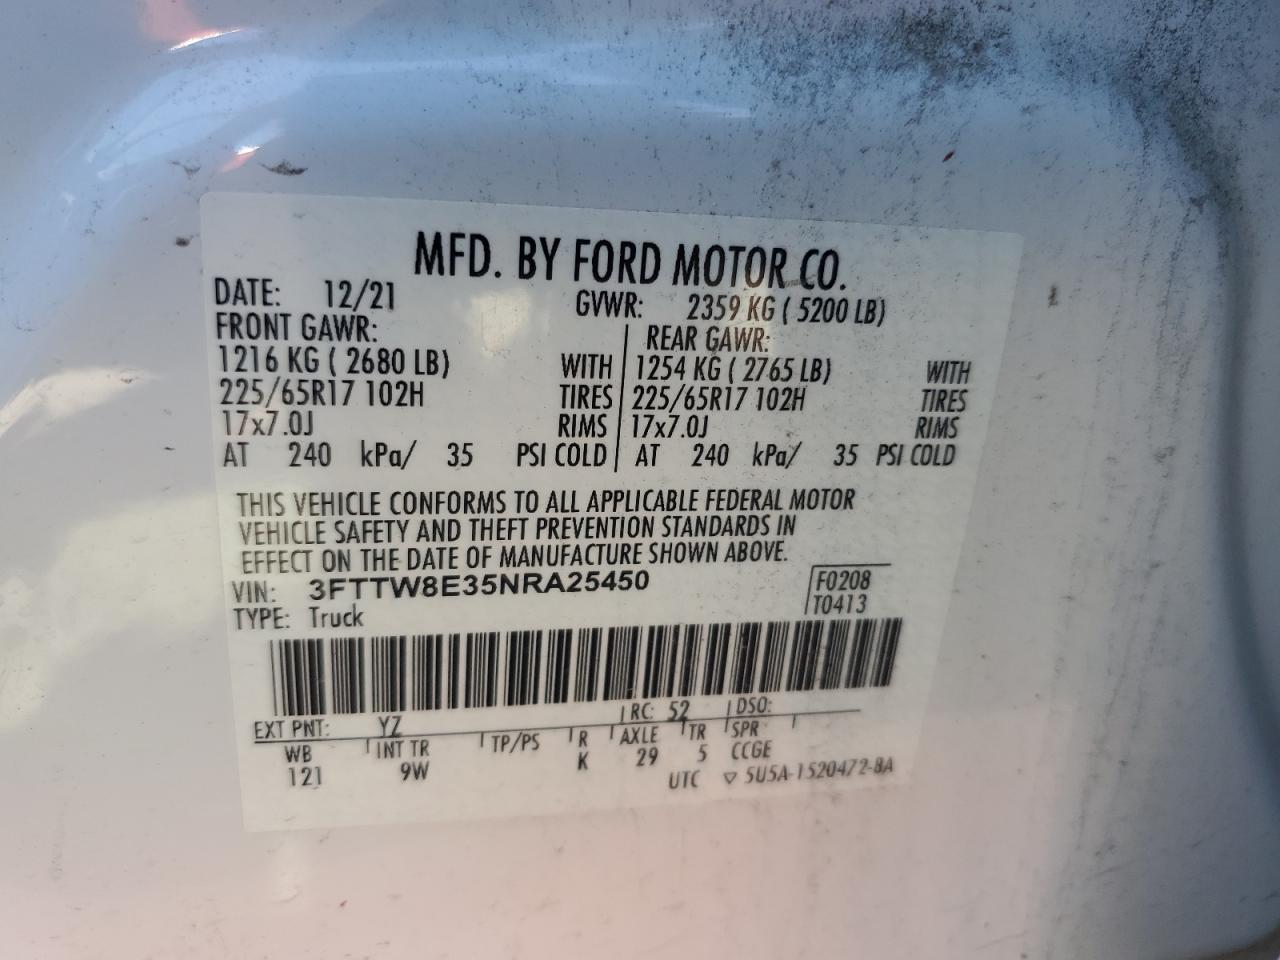 MFD. BY FORD MOTOR CO.
DATE: 12/21 GVWR: 2359 KG ( 5200 LB)
FRONT GAWR: REAR GAWR:
1216 KG ( 2680 LB) WITH 1254 KG ( 2765 LB) WITH
225/65R17 102H TIRES 225/65R17 102H TIRES
17x7.0J RIMS 17x7.0J RIMS
AT 240 kPa/ 35 PSI COLD AT 240 kPa/ 35 PSI COLD
THIS VEHICLE CONFORMS TO ALL APPLICABLE FEDERAL MOTOR
VEHICLE SAFETY AND THEFT PREVENTION STANDARDS IN
EFFECT ON THE DATE OF MANUFACTURE SHOWN ABOVE.
VIN: 3FTTW8E35NRA25450 F0208
TYPE: Truck T0413
EXT PNT: YZ RC: 52 DSO:
WB INT TR TP/PS R AXLE TR SPR
121 9W K 29 5 CCGE
UTC ▽ 5U5A-1520472-BA